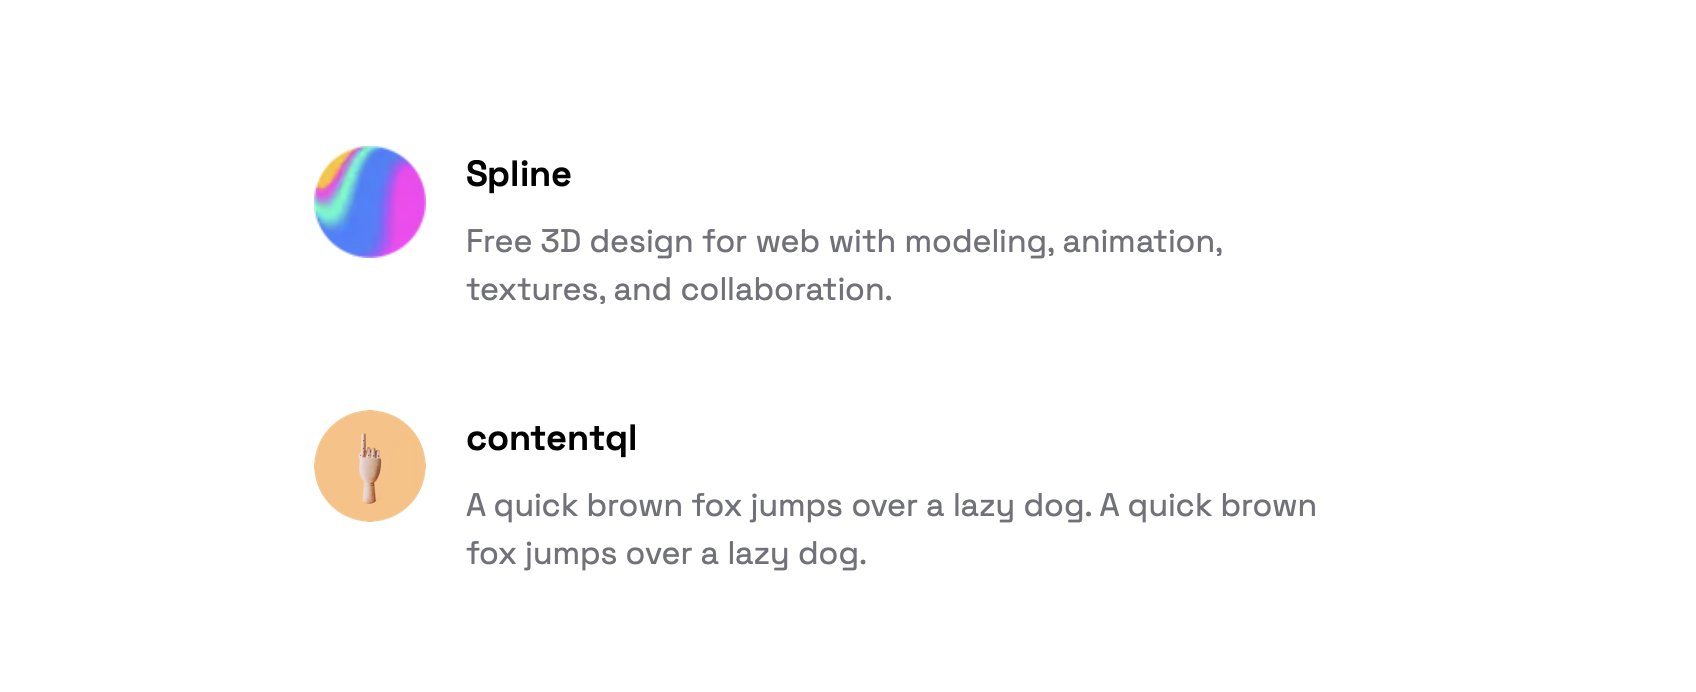 Spline
Free 3D design for web with modeling, animation,
textures, and collaboration.
contentql
A quick brown fox jumps over a lazy dog. A quick brown
fox jumps over a lazy dog.